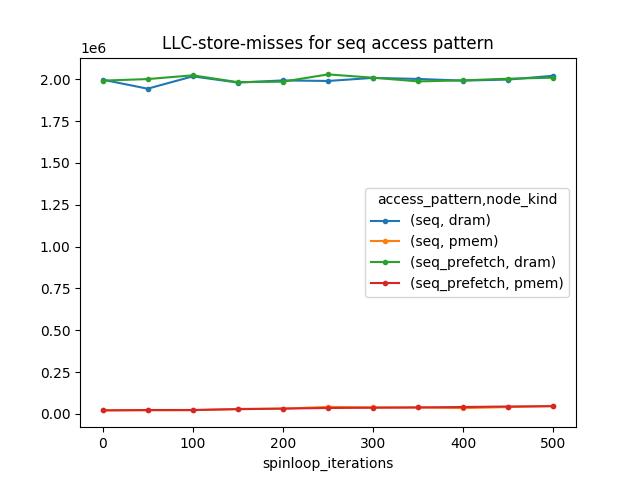 LLC-store-misses for seq access pattern
1e6
2.00
1.75
1.50
1.25
1.00
0.75
0.50
0.25
0.00
access_pattern,node_kind
(seq, dram)
(seq, pmem)
(seq_prefetch, dram)
(seq_prefetch, pmem)
0 100 200 300 400 500
spinloop_iterations